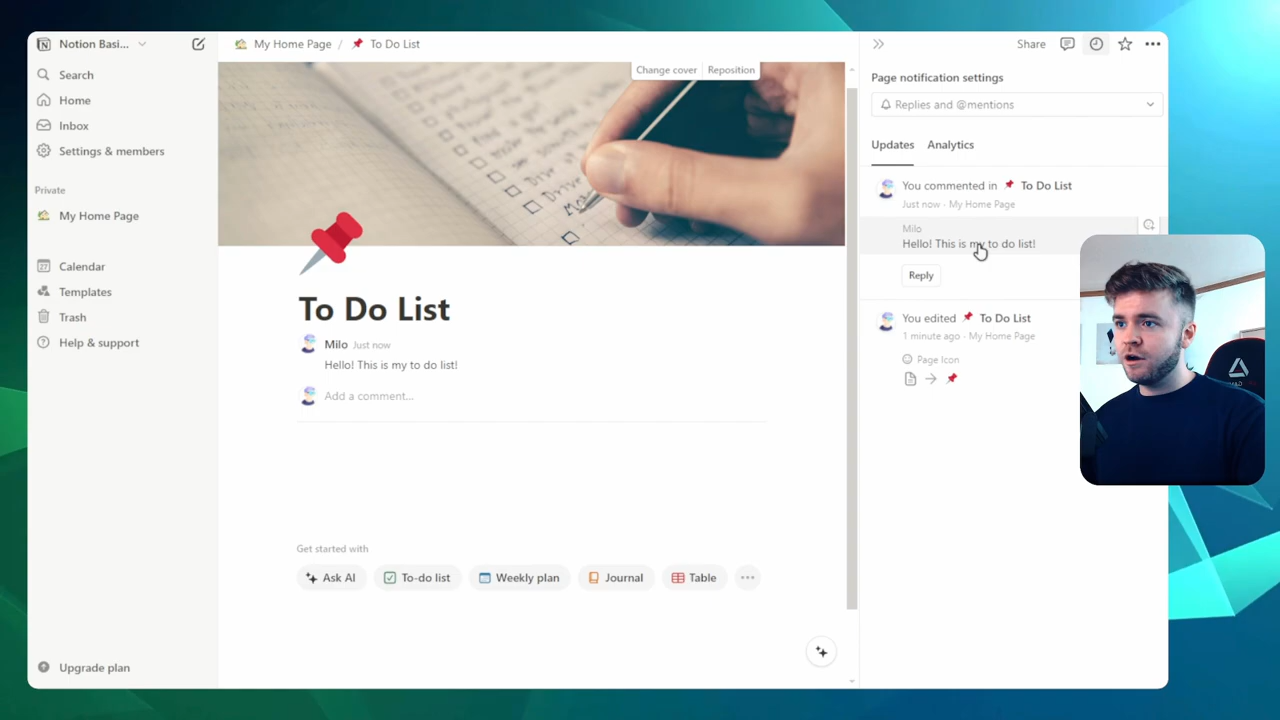 Notion Basi...
Search
Home
Inbox
Settings & members
Private
My Home Page
Calendar
Templates
Trash
Help & support
Upgrade plan
My Home Page / To Do List
Change cover Reposition
To Do List
Milo Just now
Hello! This is my to do list!
Add a comment...
Get started with
Ask AI To-do list Weekly plan Journal Table
Share
Page notification settings
Replies and @mentions
Updates Analytics
You commented in To Do List
Just now · My Home Page
Milo
Hello! This is my to do list!
Reply
You edited To Do List
1 minute ago · My Home Page
Page Icon